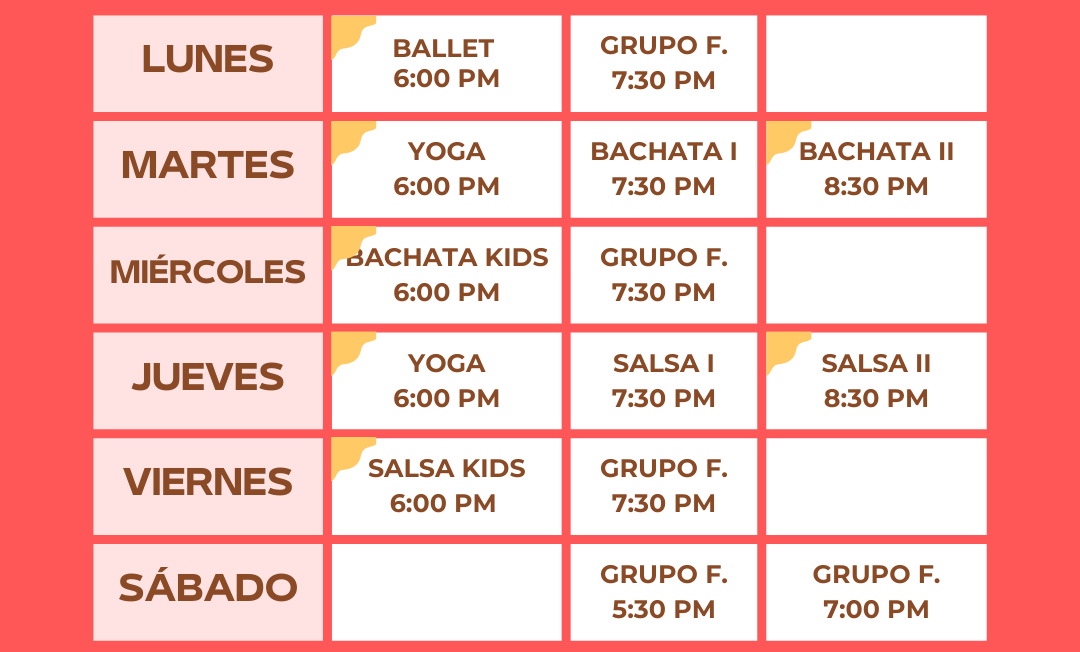 LUNES
BALLET
6:00 PM
GRUPO F.
7:30 PM
MARTES
YOGA
6:00 PM
BACHATA I
7:30 PM
BACHATA II
8:30 PM
MIÉRCOLES
BACHATA KIDS
6:00 PM
GRUPO F.
7:30 PM
JUEVES
YOGA
6:00 PM
SALSA I
7:30 PM
SALSA II
8:30 PM
VIERNES
SALSA KIDS
6:00 PM
GRUPO F.
7:30 PM
SÁBADO
GRUPO F.
5:30 PM
GRUPO F.
7:00 PM